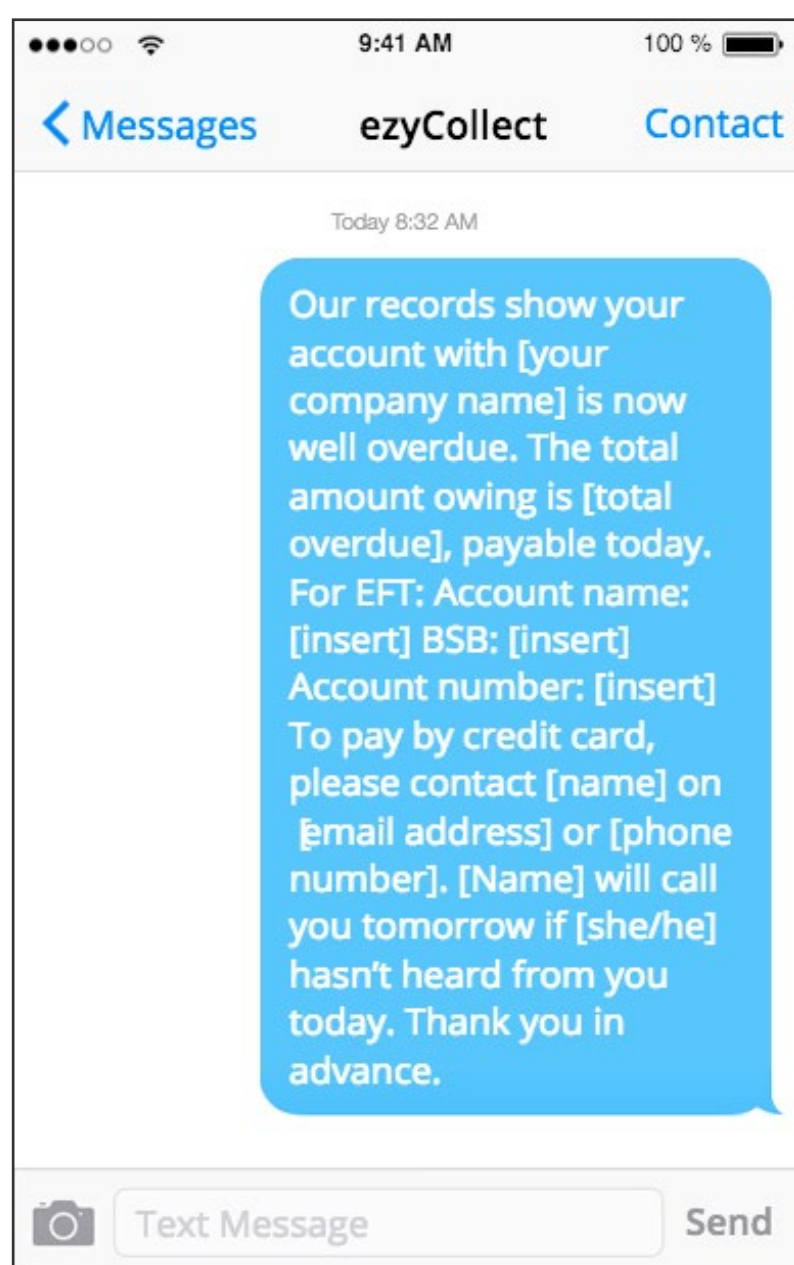 9:41 AM 100 %
Messages ezyCollect Contact
Today 8:32 AM
Our records show your
account with [your
company name] is now
well overdue. The total
amount owing is [total
overdue], payable today.
For EFT: Account name:
[insert] BSB: [insert]
Account number: [insert]
To pay by credit card,
please contact [name] on
[email address] or [phone
number]. [Name] will call
you tomorrow if [she/he]
hasn't heard from you
today. Thank you in
advance.
Text Message Send